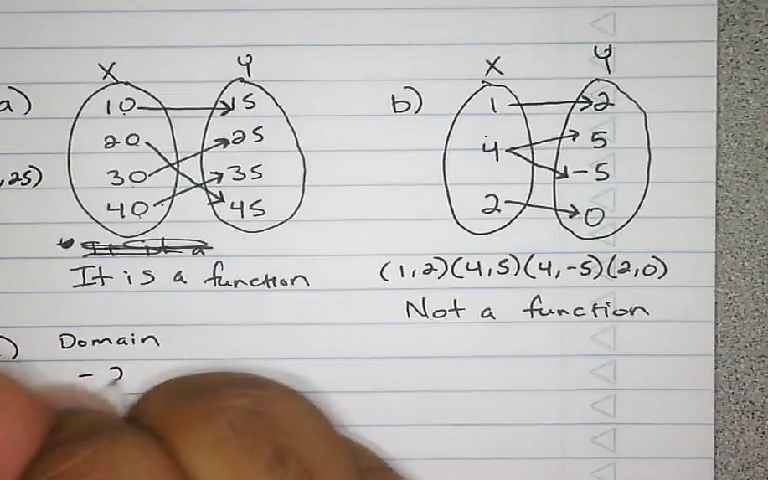 x y
x y
a) 10 15
b) 1 2
20 25
4 5
,25) 30 35
-5
40 45
2 0
It is a function
(1,2)(4,5)(4,-5)(2,0)
Not a function
) Domain
-